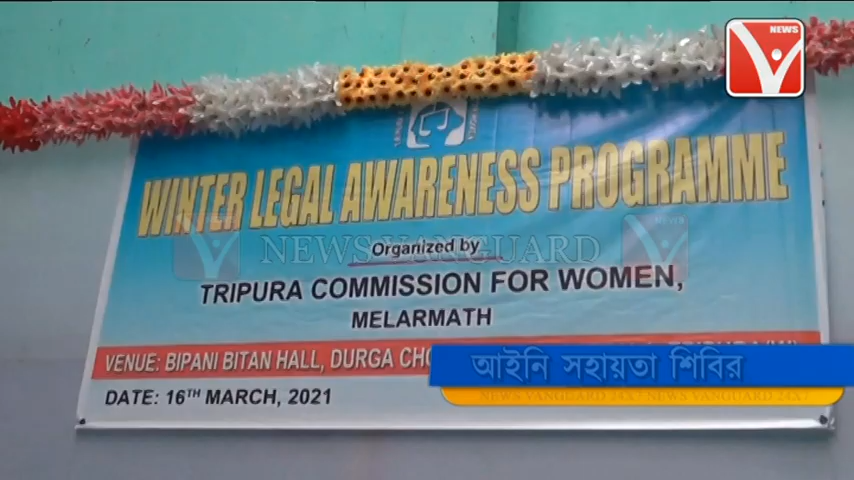 NEWS
WINTER LEGAL AWARENESS PROGRAMME
NEWS VANGUARD
Organized by
TRIPURA COMMISSION FOR WOMEN,
MELARMATH
VENUE: BIPANI BITAN HALL, DURGA
আইনি সহায়তা শিবির
DATE: 16TH MARCH, 2021
NEWS VANGUARD 24X7 NEWS VANGUARD 24X7